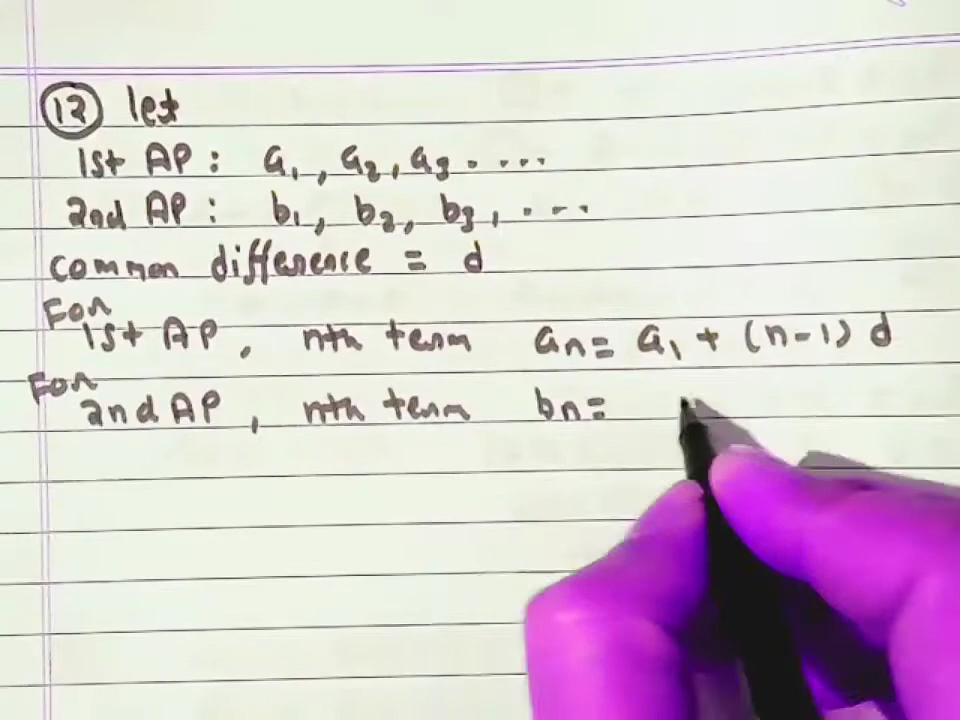 12 let
1st AP : a1, a2, a3 . ...
2nd AP : b1, b2, b3, . ...
common difference = d
For
1st AP, nth term an = a1 + (n-1) d
For
2nd AP, nth term bn =